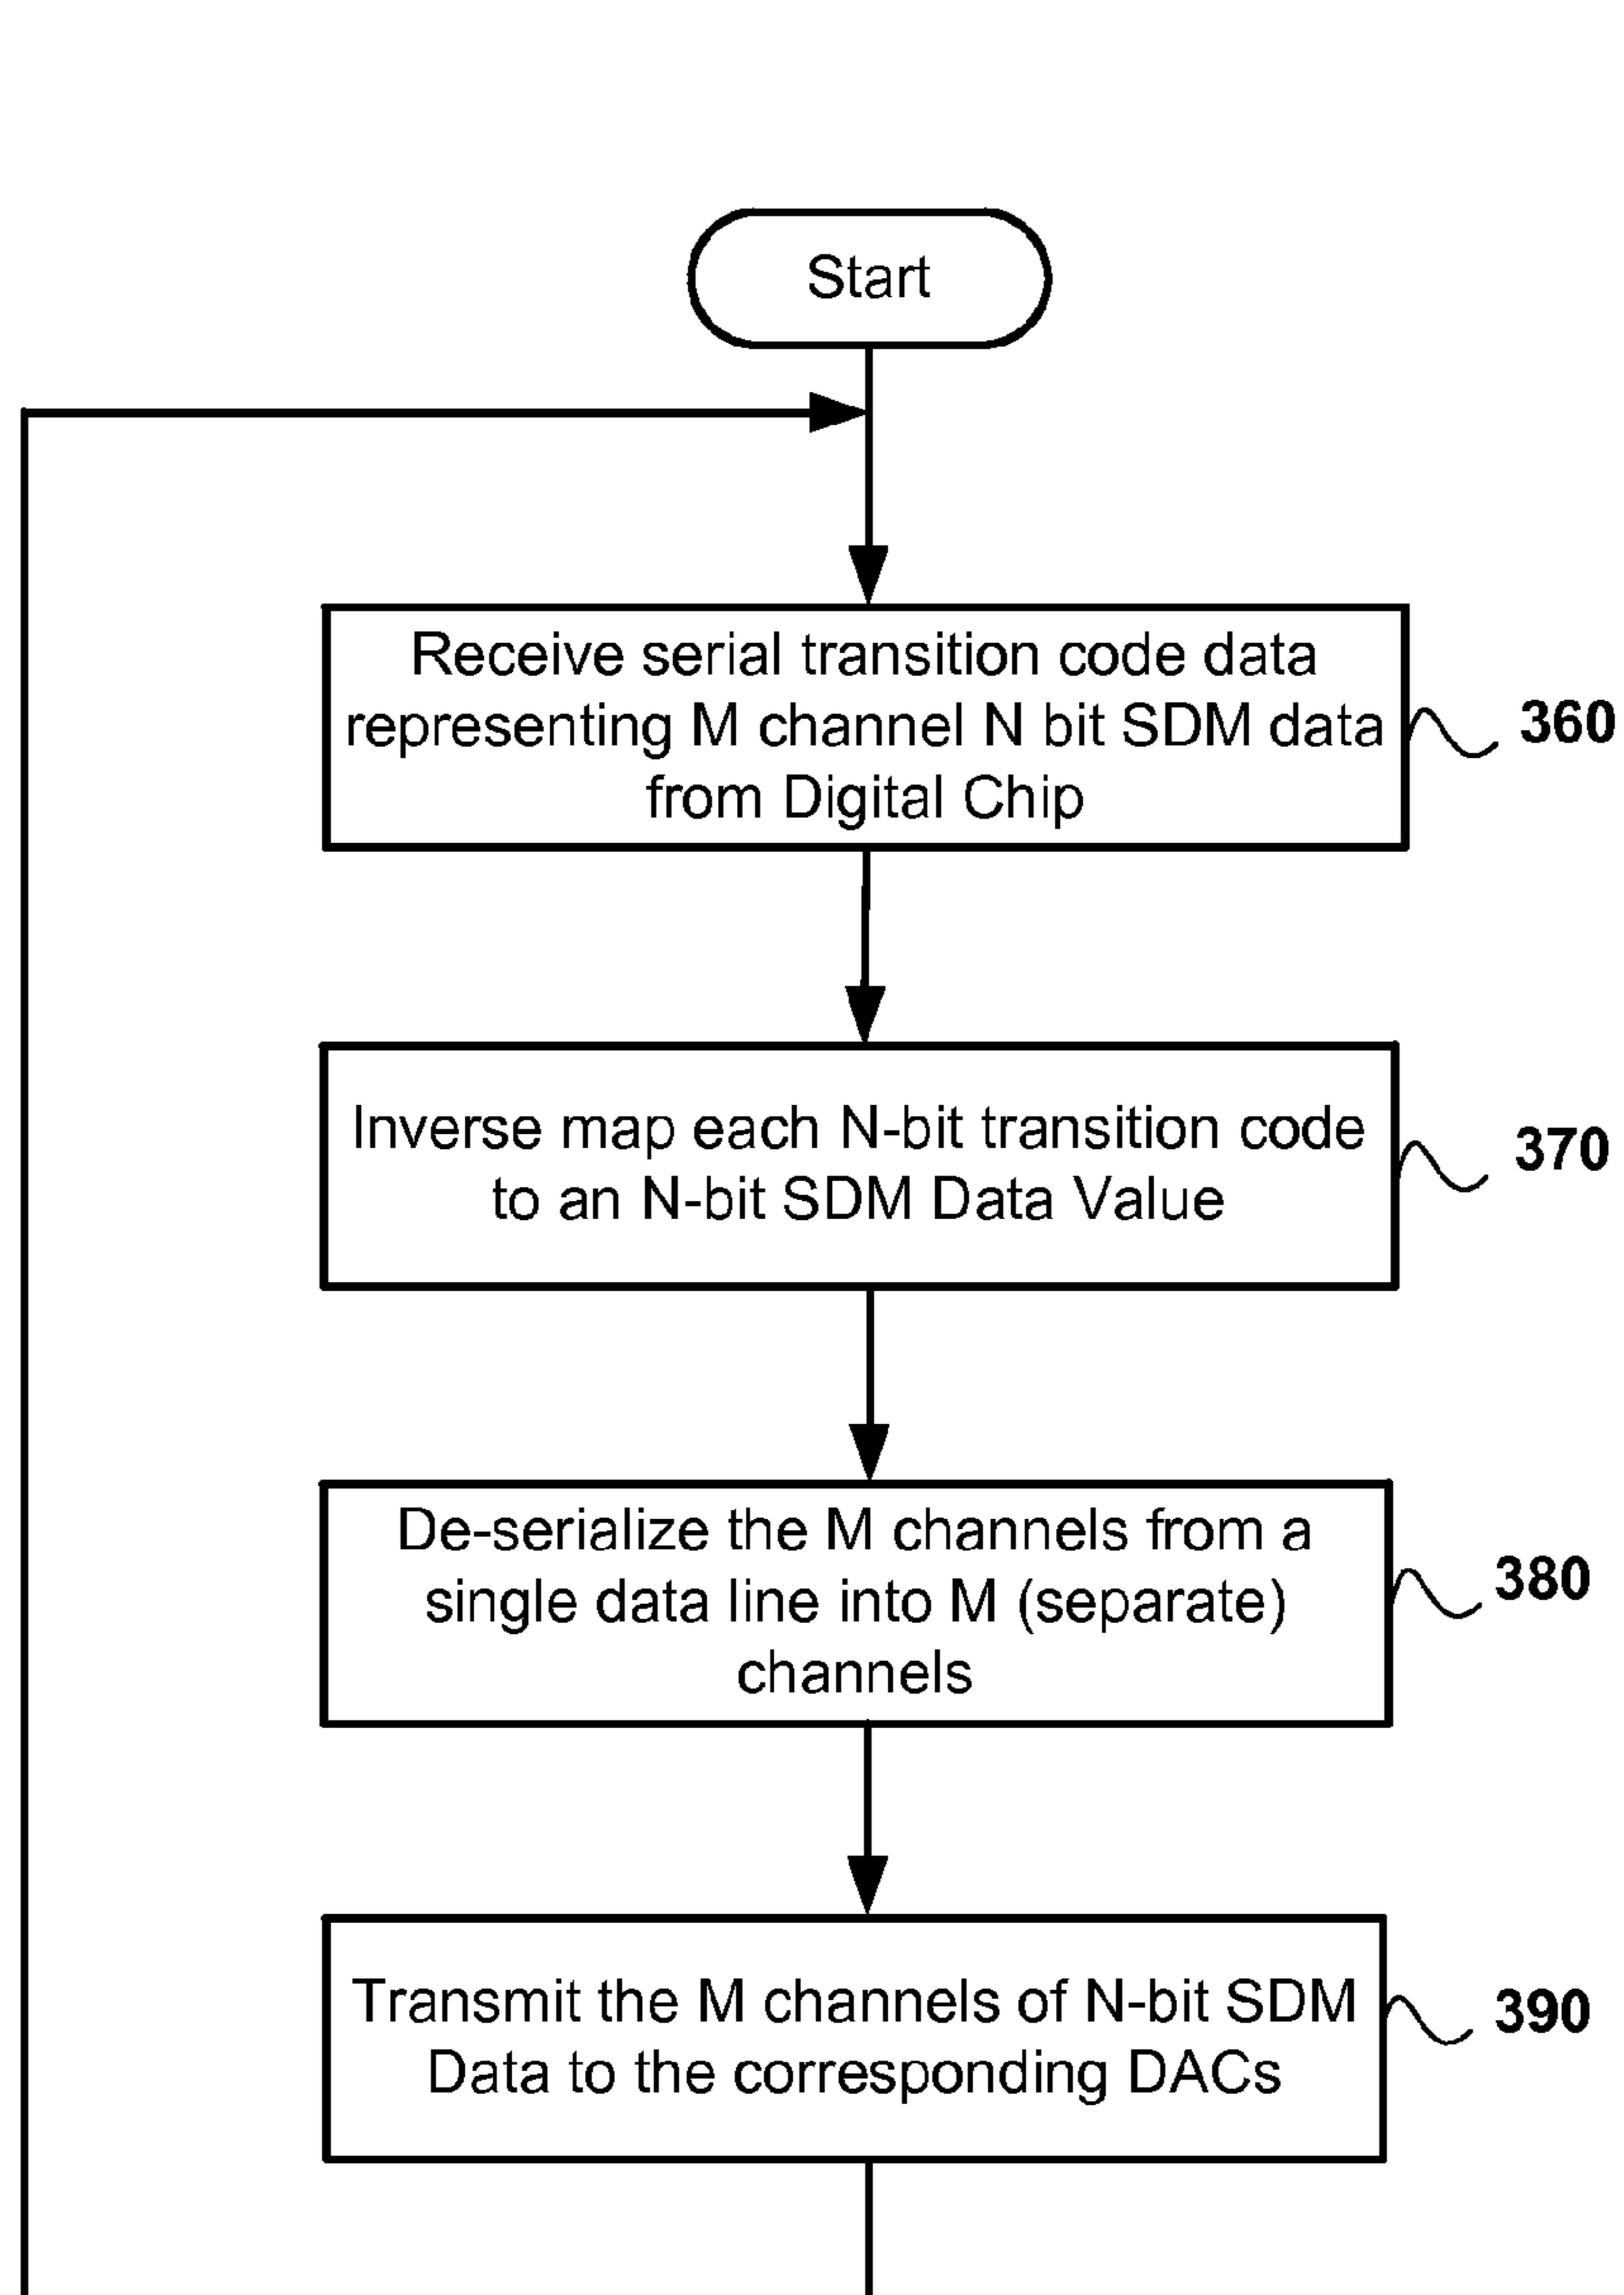 Start
Receive serial transition code data
representing M channel N bit SDM data
from Digital Chip
360
Inverse map each N-bit transition code
to an N-bit SDM Data Value
370
De-serialize the M channels from a
single data line into M (separate)
channels
380
Transmit the M channels of N-bit SDM
Data to the corresponding DACs
390